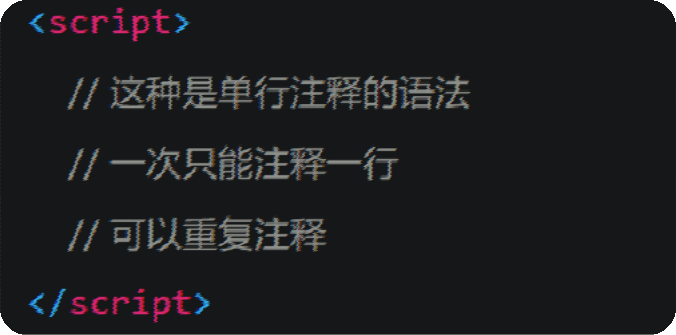 <script>
// 这种是单行注释的语法
// 一次只能注释一行
// 可以重复注释
</script>